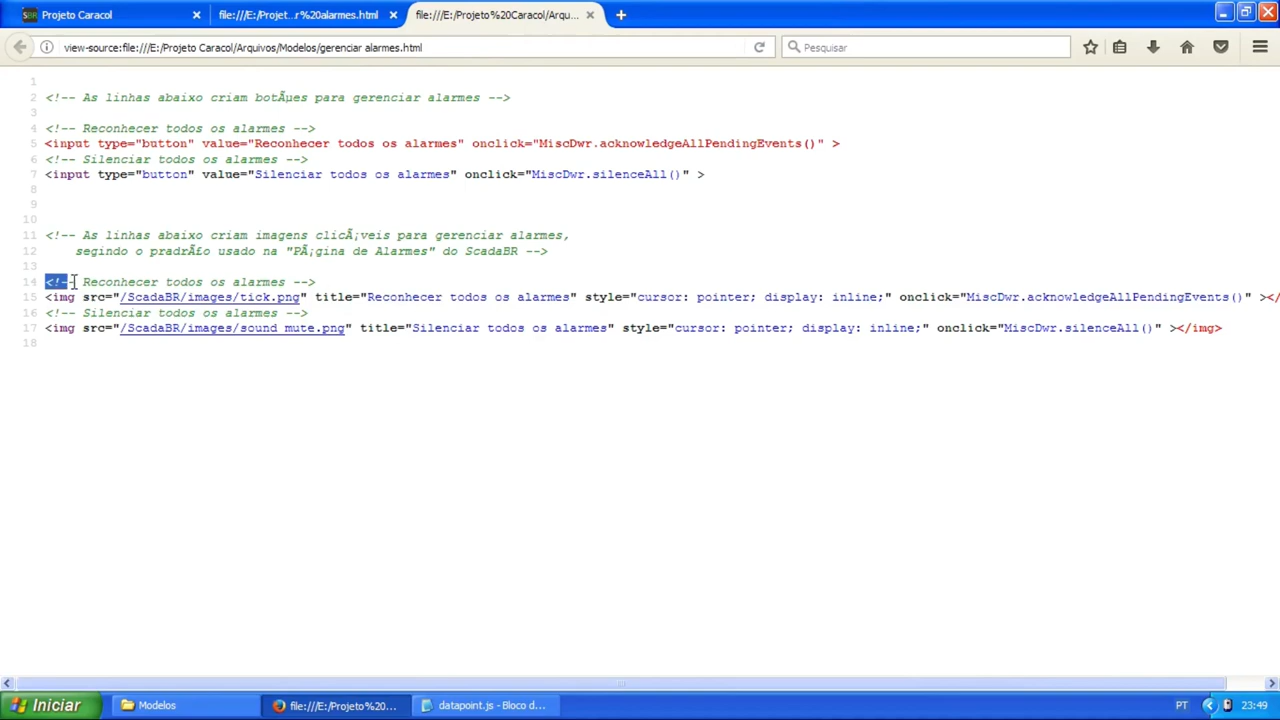 Projeto Caracol
file:///E:/Projet...r%20alarmes.html
file:///E:/Projeto%20Caracol/Arqu...
view-source:file:///E:/Projeto Caracol/Arquivos/Modelos/gerenciar alarmes.html
Pesquisar
1
2 <!-- As linhas abaixo criam botÃµes para gerenciar alarmes -->
3
4 <!-- Reconhecer todos os alarmes -->
5 <input type="button" value="Reconhecer todos os alarmes" onclick="MiscDwr.acknowledgeAllPendingEvents()" >
6 <!-- Silenciar todos os alarmes -->
7 <input type="button" value="Silenciar todos os alarmes" onclick="MiscDwr.silenceAll()" >
8
9
10
11 <!-- As linhas abaixo criam imagens clicÃ¡veis para gerenciar alarmes,
12 segindo o pradrÃ£o usado na "PÃ¡gina de Alarmes" do ScadaBR -->
13
14 <!-- Reconhecer todos os alarmes -->
15 <img src="/ScadaBR/images/tick.png" title="Reconhecer todos os alarmes" style="cursor: pointer; display: inline;" onclick="MiscDwr.acknowledgeAllPendingEvents()" ></
16 <!-- Silenciar todos os alarmes -->
17 <img src="/ScadaBR/images/sound_mute.png" title="Silenciar todos os alarmes" style="cursor: pointer; display: inline;" onclick="MiscDwr.silenceAll()" ></img>
18
Iniciar
Modelos
file:///E:/Projeto%20...
datapoint.js - Bloco d...
PT
23:49